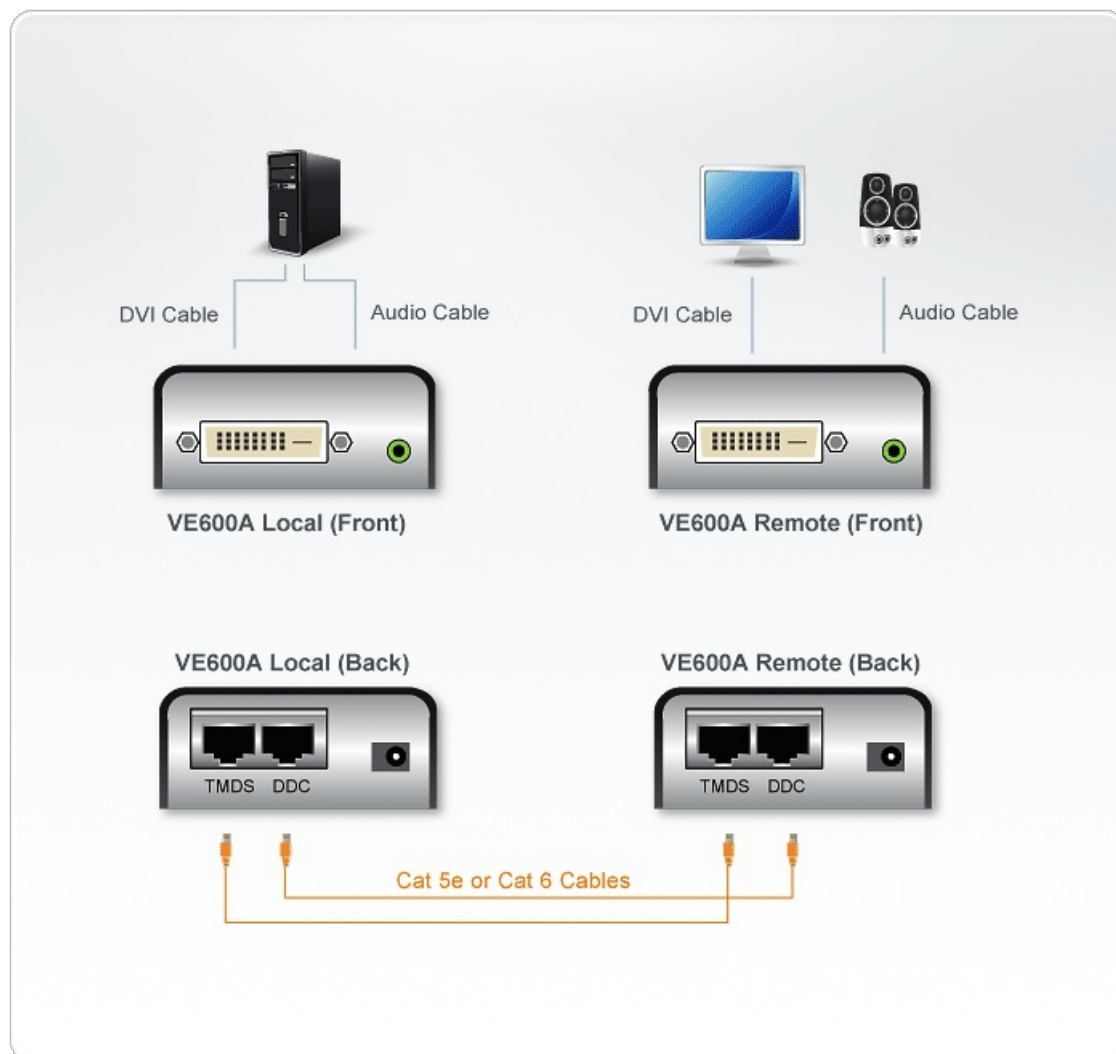 DVI Cable
Audio Cable
DVI Cable
Audio Cable
VE600A Local (Front)
VE600A Remote (Front)
VE600A Local (Back)
VE600A Remote (Back)
TMDS DDC
TMDS DDC
Cat 5e or Cat 6 Cables